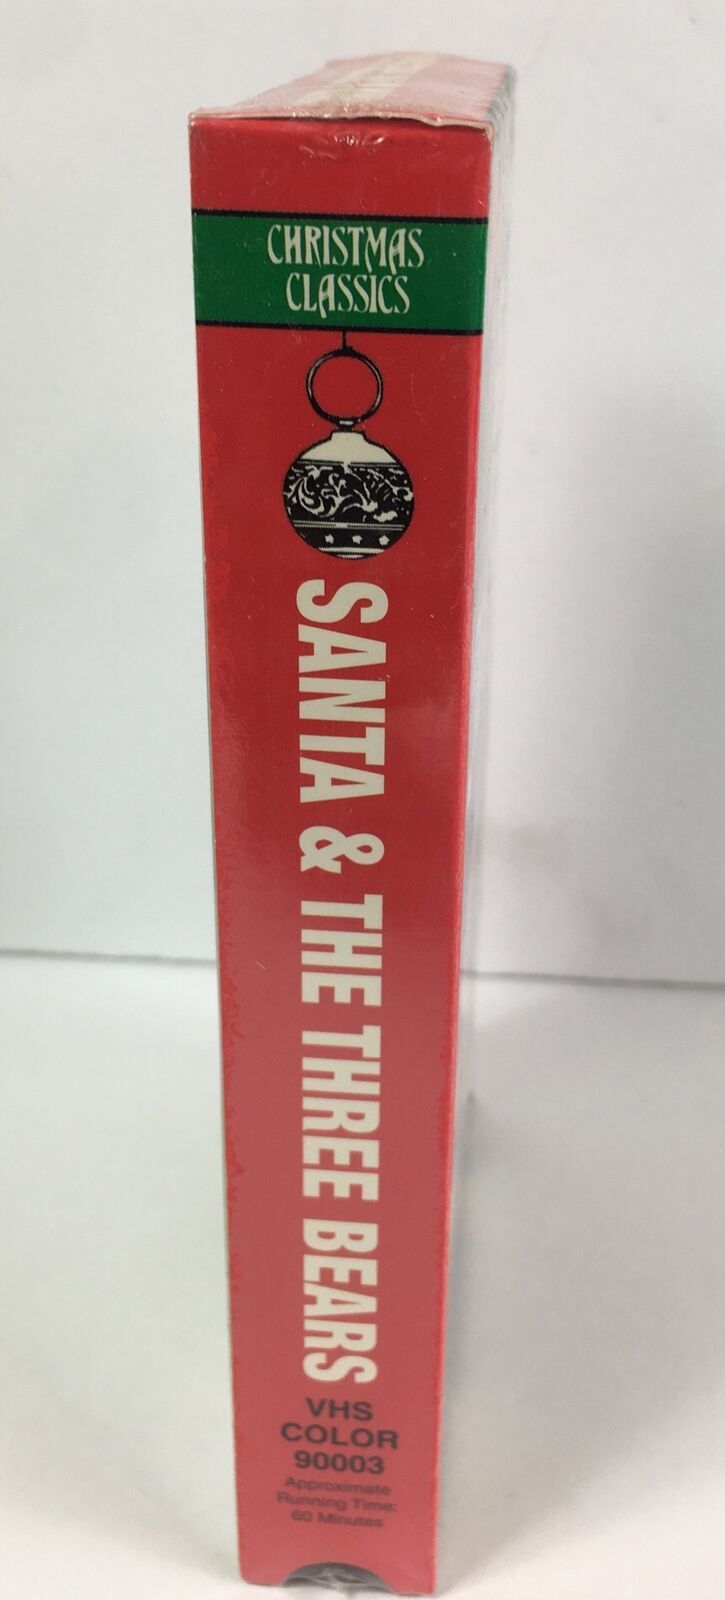 CHRISTMAS
CLASSICS
SANTA & THE THREE BEARS
VHS
COLOR
90003
Approximate
Running Time:
60 Minutes